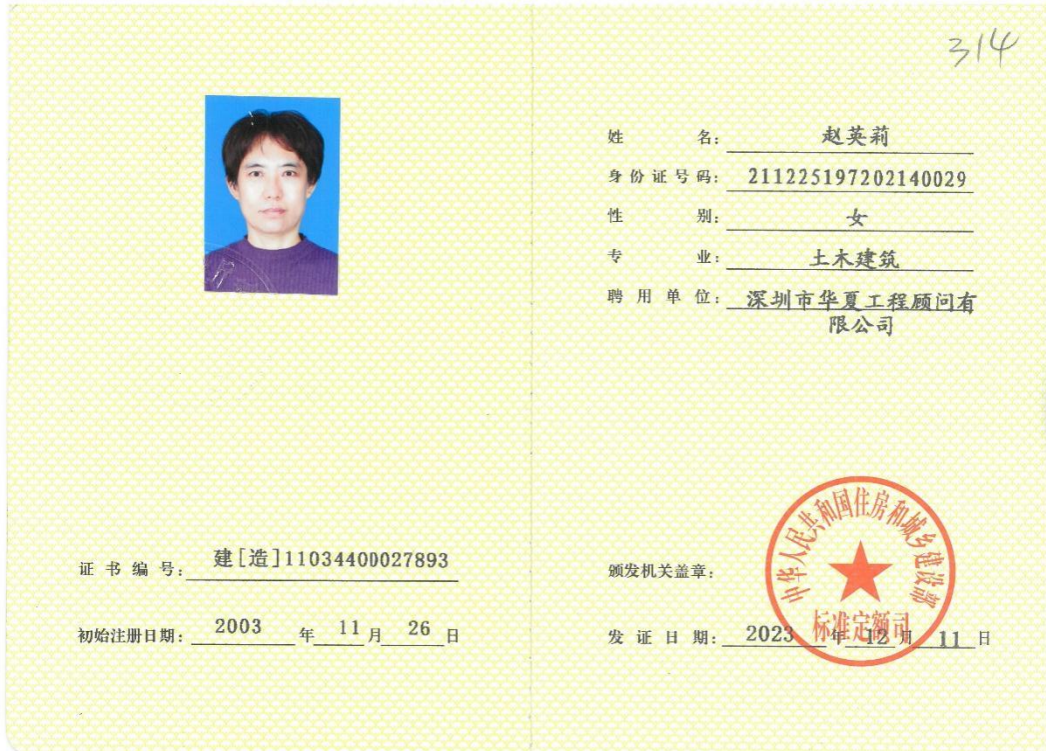 314
姓名：赵英莉
身份证号码：211225197202140029
性别：女
专业：土木建筑
聘用单位：深圳市华夏工程顾问有
限公司
证书编号：建[造]11034400027893
初始注册日期：2003年11月26日
颁发机关盖章：
中华人民共和国住房和城乡建设部
标准定额司
发证日期：2023年12月11日